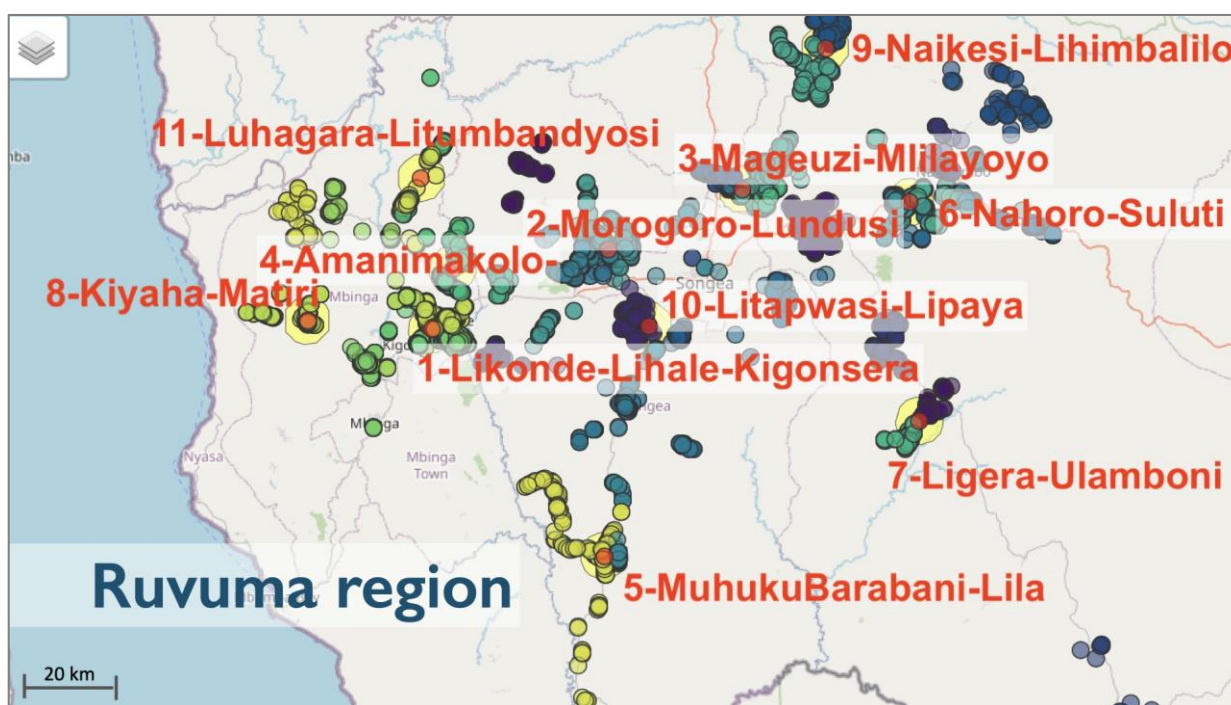 9-Naikesi-Lihimbalilo
11-Luhagara-Litumbandyosi
3-Mageuzi-Mlilayoyo
2-Morogoro-Lundusi
6-Nahoro-Suluti
4-Amanimakolo-
8-Kiyaha-Matiri
Mbinga
Songea
10-Litapwasi-Lipaya
1-Likonde-Lihale-Kigonsera
Nyasa
Mbinga
Town
7-Ligera-Ulamboni
Ruvuma region
5-MuhukuBarabani-Lila
20 km